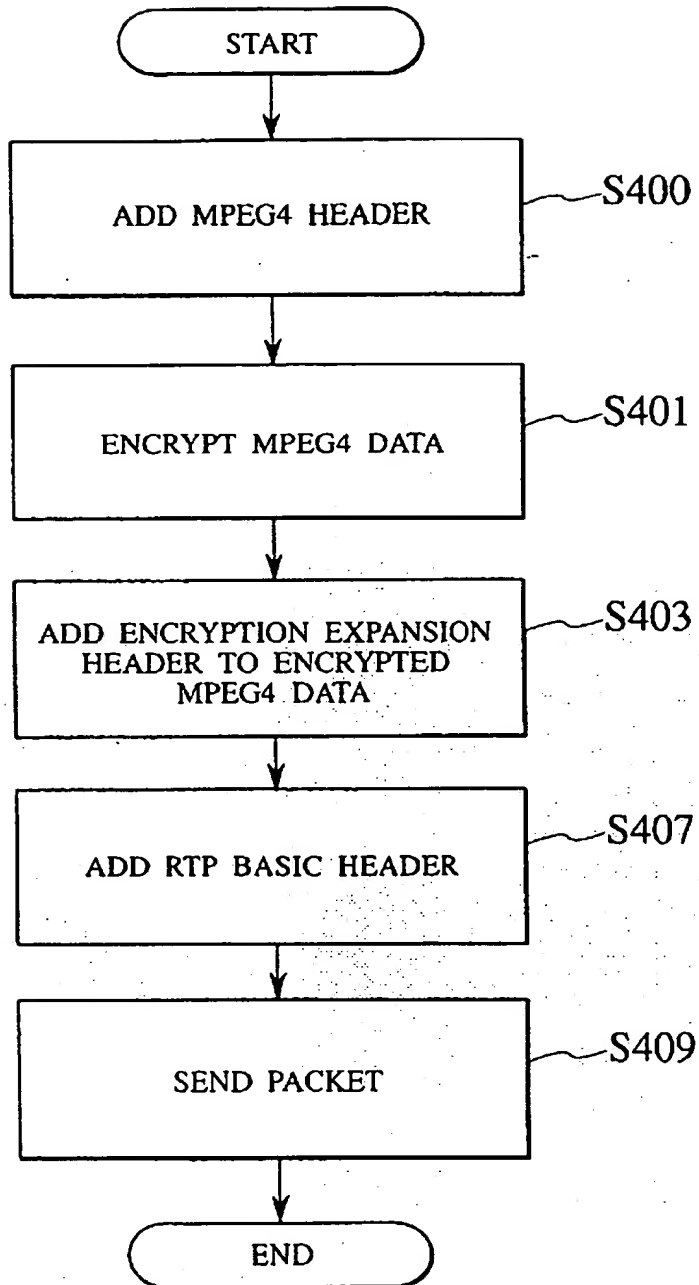 START
ADD MPEG4 HEADER
S400
ENCRYPT MPEG4 DATA
S401
ADD ENCRYPTION EXPANSION
HEADER TO ENCRYPTED
MPEG4 DATA
S403
ADD RTP BASIC HEADER
S407
SEND PACKET
S409
END